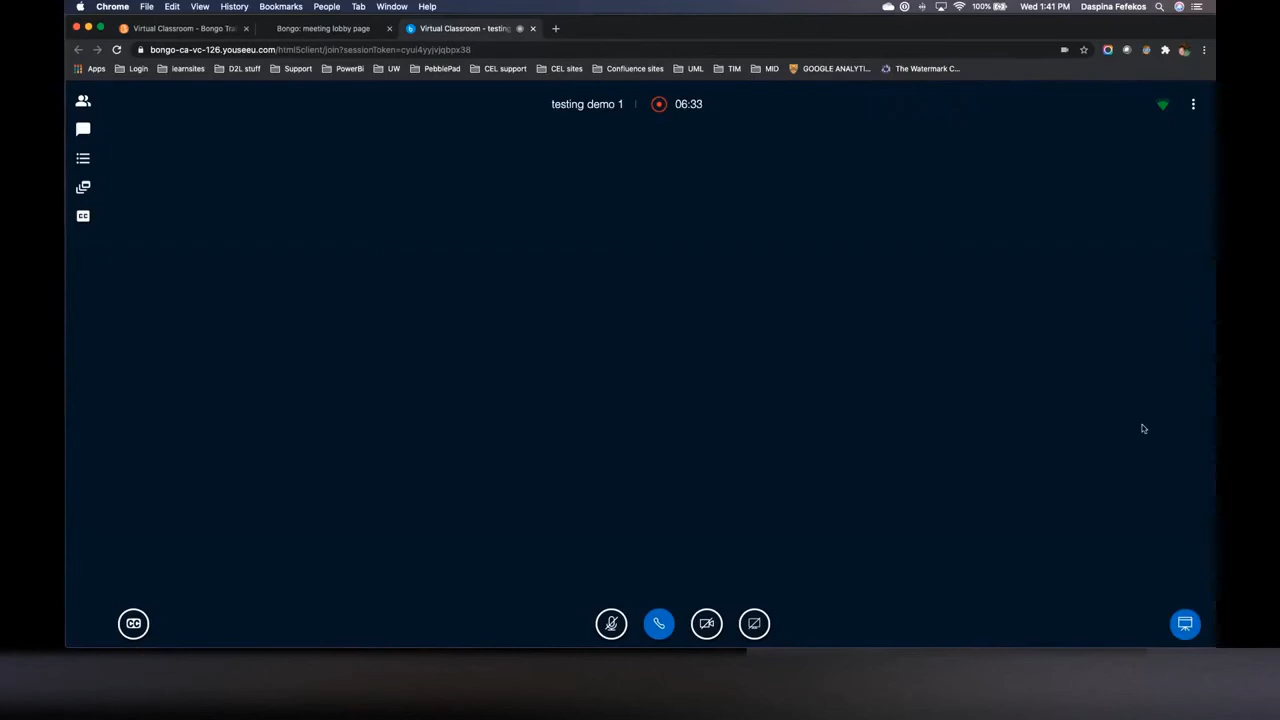 Chrome File Edit View History Bookmarks People Tab Window Help 100% Wed 1:41 PM Daspina Fefekos
Virtual Classroom - Bongo Trai Bongo: meeting lobby page Virtual Classroom - testing
bongo-ca-vc-126.youseeu.com/html5client/join?sessionToken=cyui4yyjvjqbpx38
Apps Login learnsites D2L stuff Support PowerBi UW PebblePad CEL support CEL sites Confluence sites UML TIM MID GOOGLE ANALYTI... The Watermark C...
testing demo 1 06:33
CC
CC